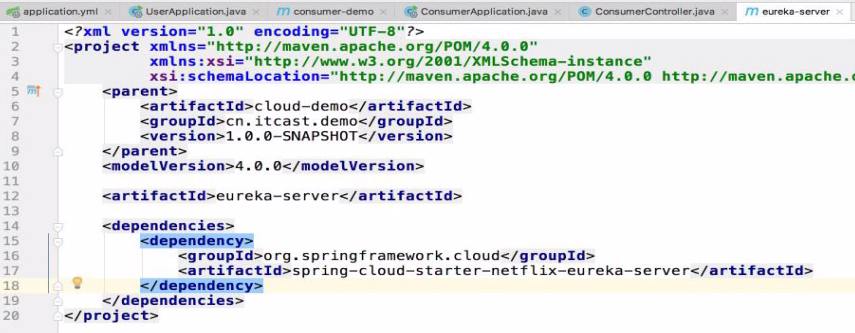 application.yml × UserApplication.java × consumer-demo × ConsumerApplication.java × ConsumerController.java × eureka-server ×
1 <?xml version="1.0" encoding="UTF-8"?>
2 <project xmlns="http://maven.apache.org/POM/4.0.0"
3 xmlns:xsi="http://www.w3.org/2001/XMLSchema-instance"
4 xsi:schemaLocation="http://maven.apache.org/POM/4.0.0 http://maven.apache.o
5 <parent>
6 <artifactId>cloud-demo</artifactId>
7 <groupId>cn.itcast.demo</groupId>
8 <version>1.0.0-SNAPSHOT</version>
9 </parent>
10 <modelVersion>4.0.0</modelVersion>
11
12 <artifactId>eureka-server</artifactId>
13
14 <dependencies>
15 <dependency>
16 <groupId>org.springframework.cloud</groupId>
17 <artifactId>spring-cloud-starter-netflix-eureka-server</artifactId>
18 </dependency>
19 </dependencies>
20 </project>